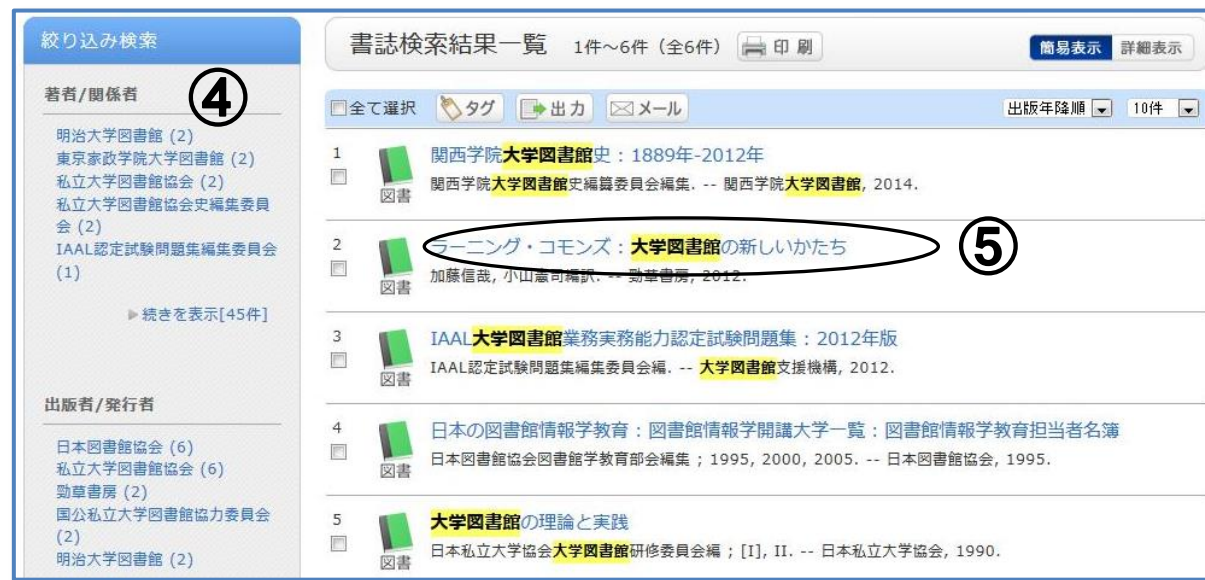 絞り込み検索
著者/関係者
④
明治大学図書館 (2)
東京家政学院大学図書館 (2)
私立大学図書館協会 (2)
私立大学図書館協会史編集委員
会 (2)
IAAL認定試験問題集編集委員会
(1)
▶続きを表示[45件]
出版者/発行者
日本図書館協会 (6)
私立大学図書館協会 (6)
勁草書房 (2)
国公私立大学図書館協力委員会
(2)
明治大学図書館 (2)
書誌検索結果一覧 1件～6件 (全6件) 印刷 簡易表示 詳細表示
全て選択 タグ 出力 メール 出版年降順 10件
1 関西学院大学図書館史：1889年-2012年
図書 関西学院大学図書館史編纂委員会編集. -- 関西学院大学図書館, 2014.
2 ラーニング・コモンズ：大学図書館の新しいかたち ⑤
図書 加藤信哉, 小山憲司編訳. -- 勁草書房, 2012.
3 IAAL大学図書館業務実務能力認定試験問題集：2012年版
図書 IAAL認定試験問題集編集委員会編. -- 大学図書館支援機構, 2012.
4 日本の図書館情報学教育：図書館情報学開講大学一覧：図書館情報学教育担当者名簿
図書 日本図書館協会図書館学教育部会編集 ; 1995, 2000, 2005. -- 日本図書館協会, 1995.
5 大学図書館の理論と実践
図書 日本私立大学協会大学図書館研修委員会編 ; [I], II. -- 日本私立大学協会, 1990.